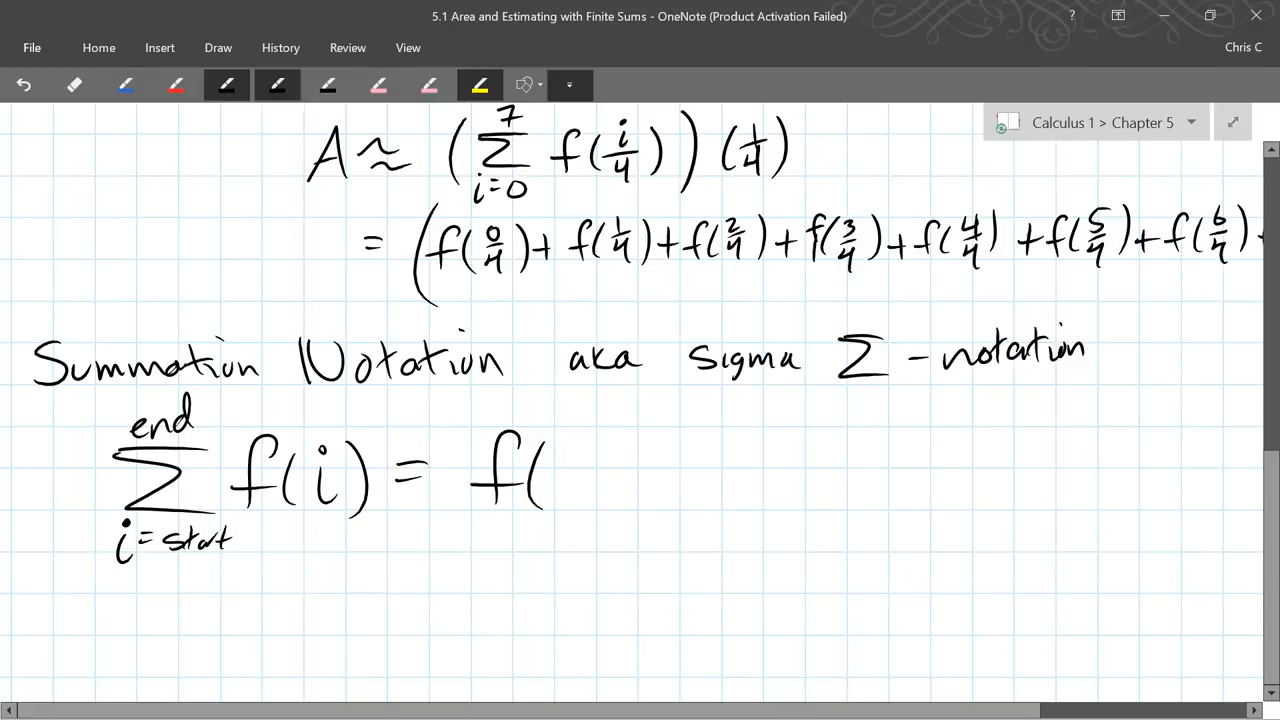 5.1 Area and Estimating with Finite Sums - OneNote (Product Activation Failed)
?
File Home Insert Draw History Review View Chris C
Calculus 1 > Chapter 5
A ≈ (∑_{i=0}^{7} f(i/4)) (1/4)
= (f(0/4) + f(1/4) + f(2/4) + f(3/4) + f(4/4) + f(5/4) + f(6/4) +
Summation Notation aka sigma Σ - notation
∑_{i=start}^{end} f(i) = f(